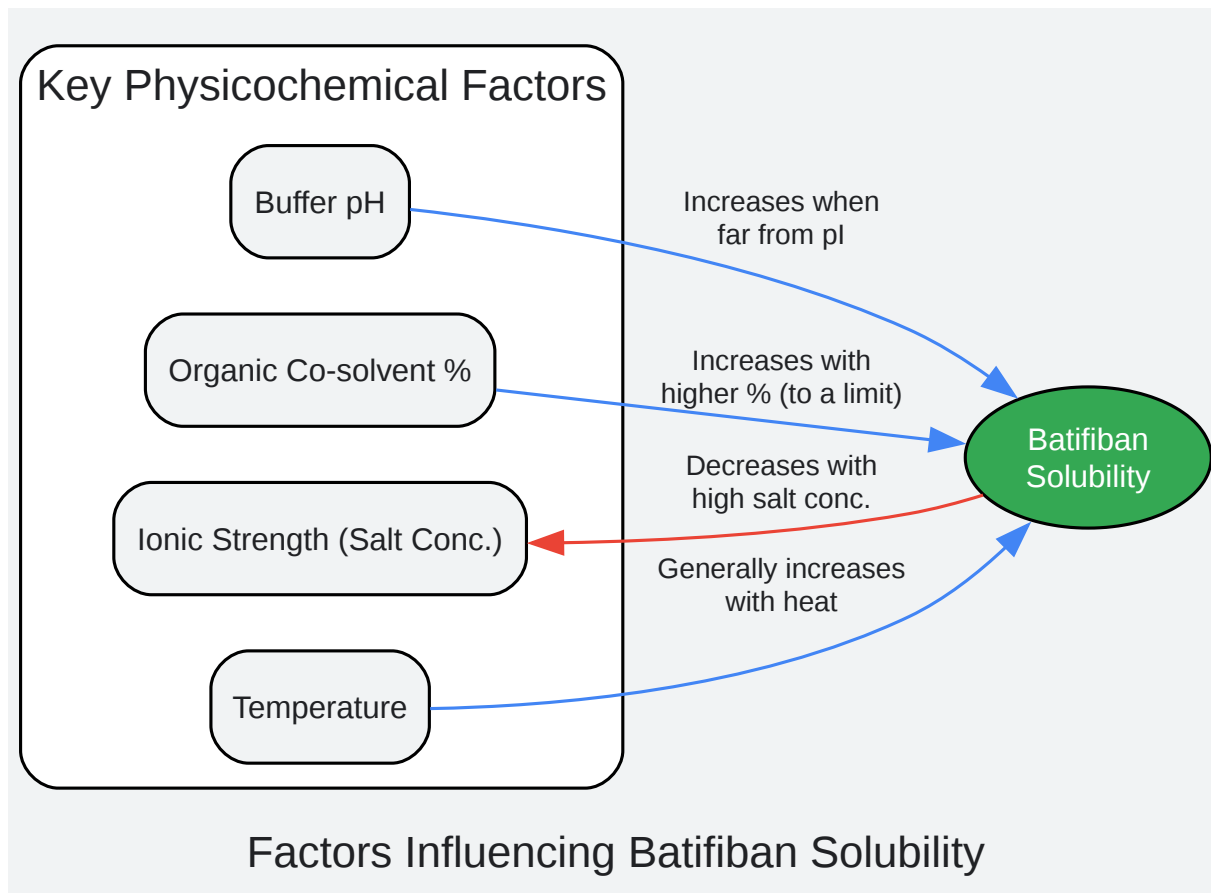 Key Physicochemical Factors
Buffer pH
Increases when
far from pI
Organic Co-solvent %
Increases with
higher % (to a limit)
Batifiban
Solubility
Decreases with
high salt conc.
Ionic Strength (Salt Conc.)
Generally increases
with heat
Temperature
Factors Influencing Batifiban Solubility